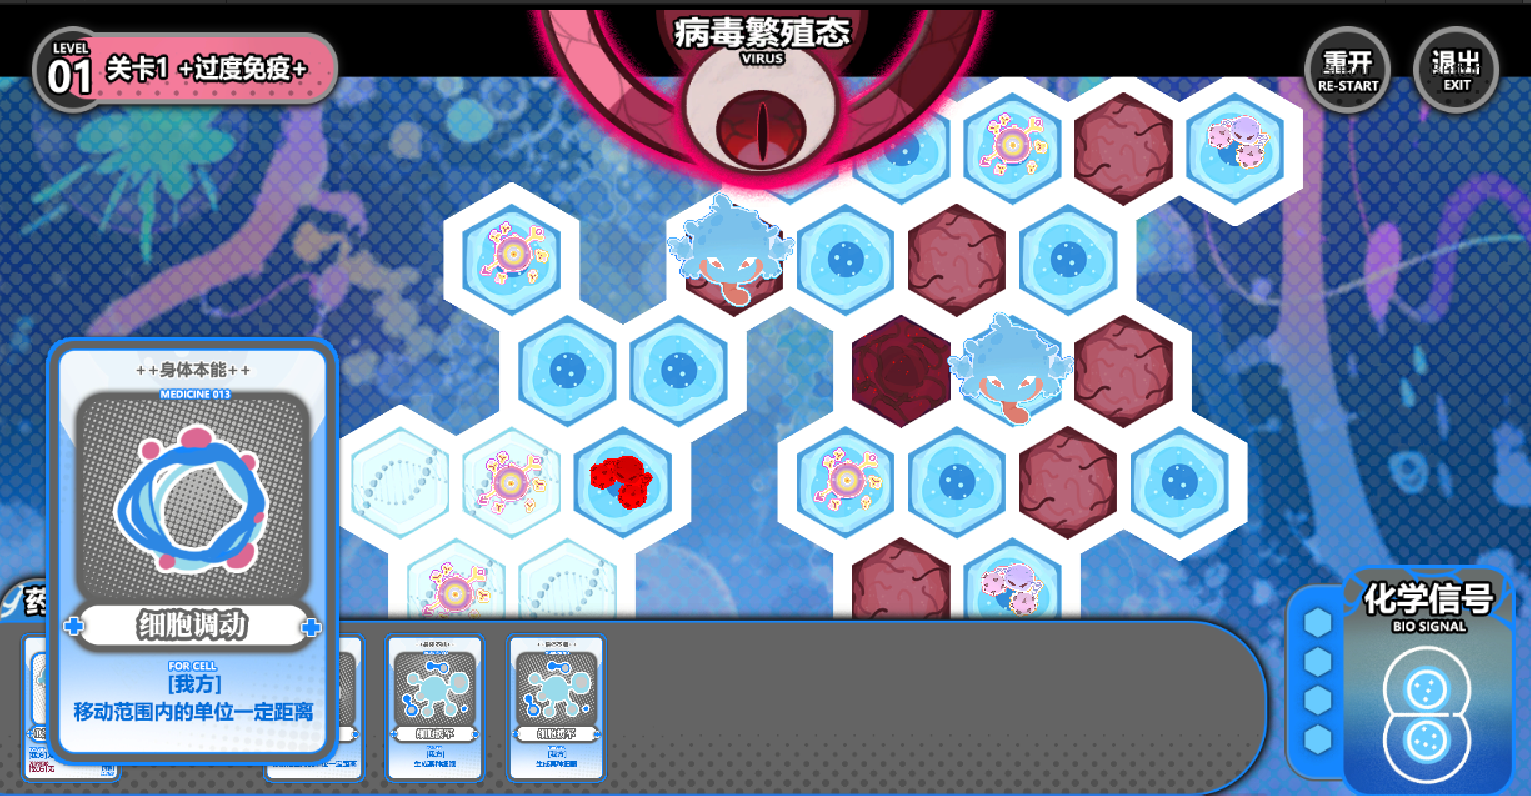 病毒繁殖态
VIRUS
LEVEL
01 关卡1 +过度免疫+
重开
RE-START
退出
EXIT
++身体本能++
MEDICINE 013
细胞调动
FOR CELL
[我方]
移动范围内的单位一定距离
药
化学信号
BIO SIGNAL